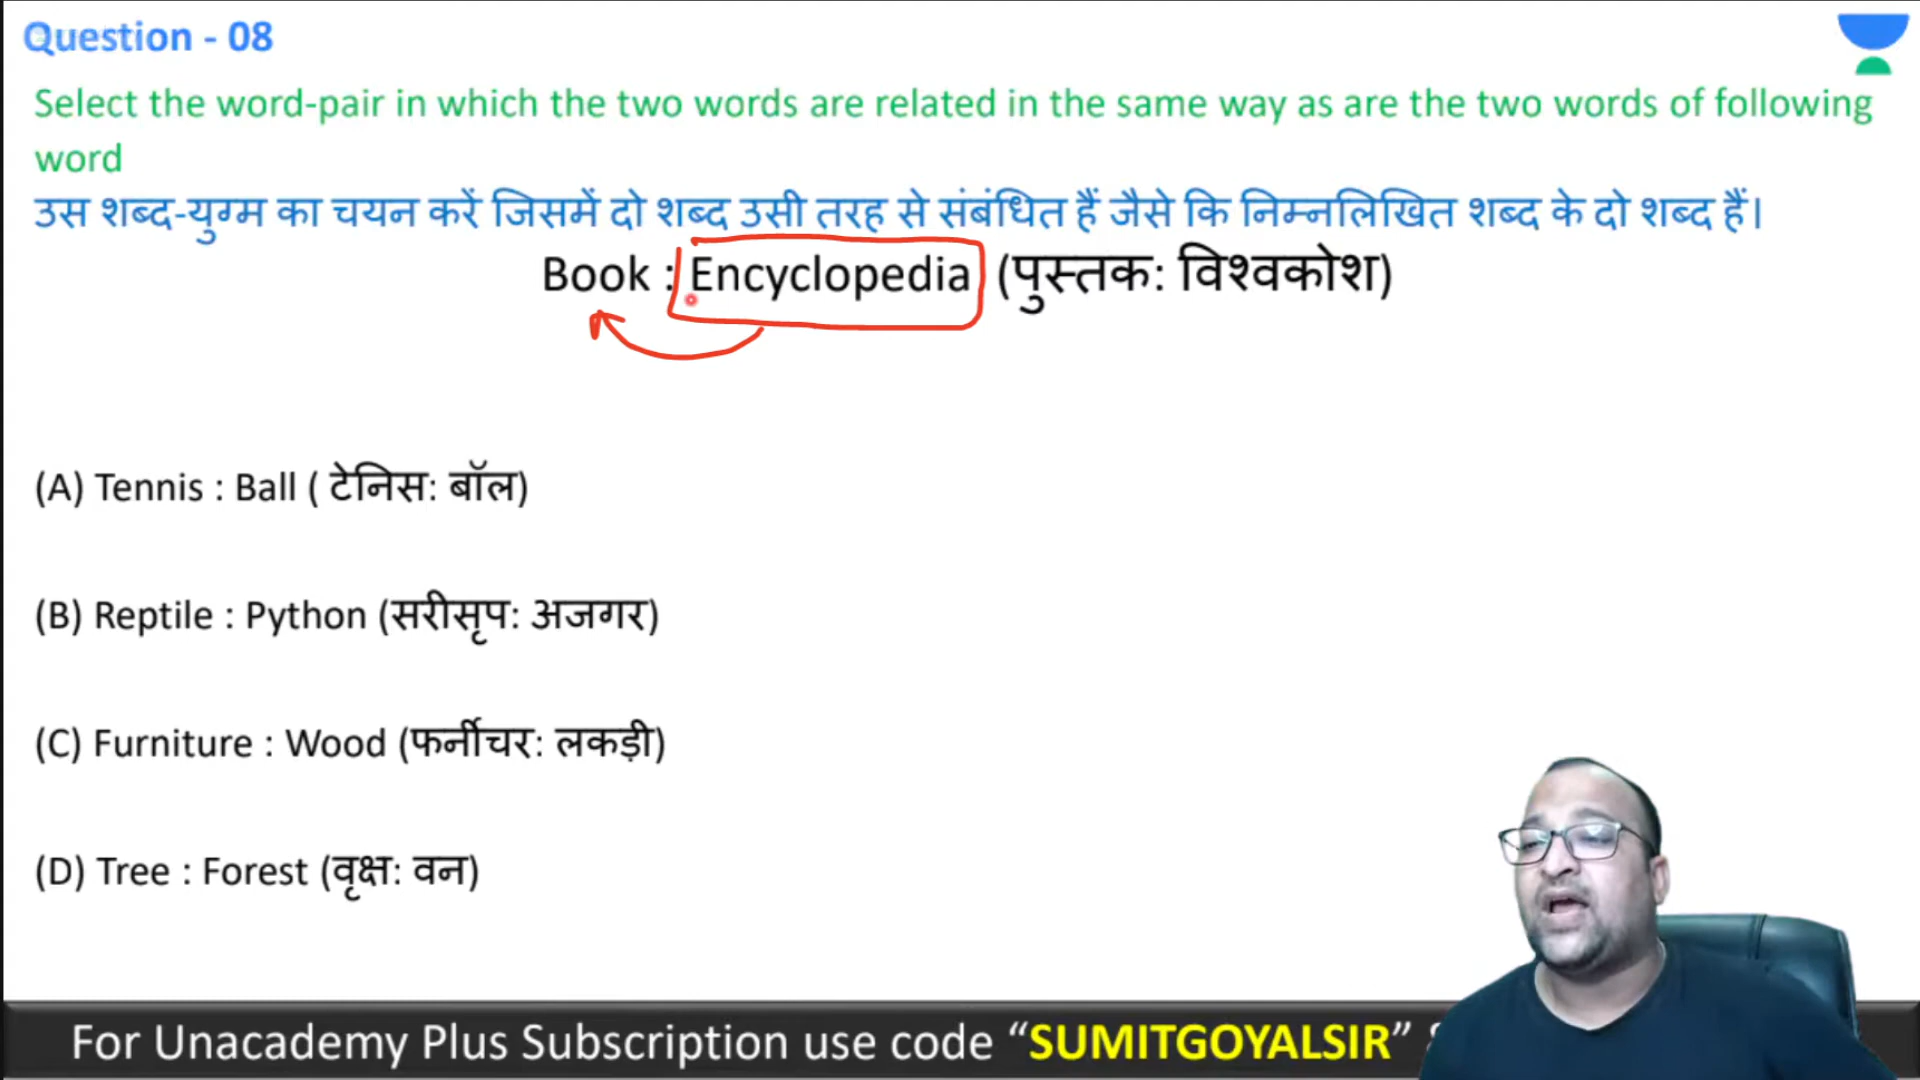 Question - 08
Select the word-pair in which the two words are related in the same way as are the two words of following
word
उस शब्द-युग्म का चयन करें जिसमें दो शब्द उसी तरह से संबंधित हैं जैसे कि निम्नलिखित शब्द के दो शब्द हैं।
Book : Encyclopedia (पुस्तक: विश्वकोश)
(A) Tennis : Ball ( टेनिस: बॉल)
(B) Reptile : Python (सरीसृप: अजगर)
(C) Furniture : Wood (फर्नीचर: लकड़ी)
(D) Tree : Forest (वृक्ष: वन)
For Unacademy Plus Subscription use code “SUMITGOYALSIR”